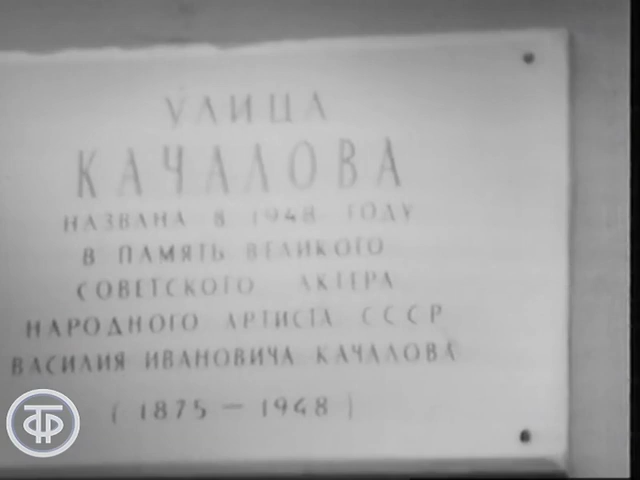 УЛИЦА
КАЧАЛОВА
НАЗВАНА В 1948 ГОДУ
В ПАМЯТЬ ВЕЛИКОГО
СОВЕТСКОГО АКТЕРА
НАРОДНОГО АРТИСТА СССР
ВАСИЛИЯ ИВАНОВИЧА КАЧАЛОВА
(1875 — 1948)